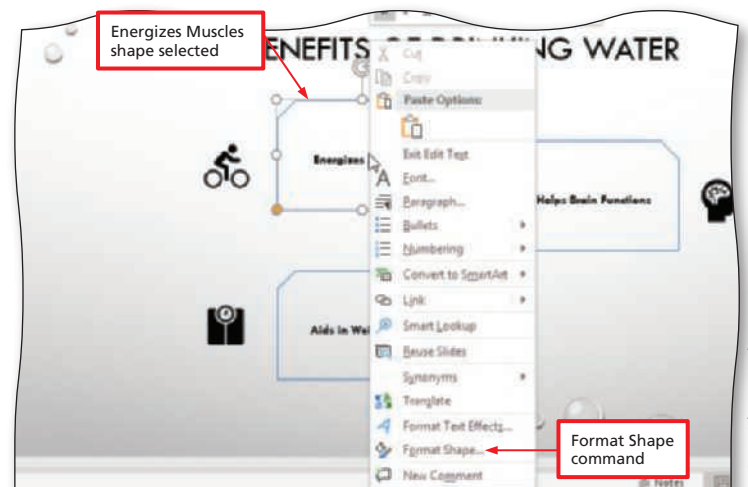 Energizes Muscles
shape selected
ENEFITS OF DR NG WATER
Cut
Copy
Paste Options:
Energizes
Exit Edit Text
Font...
Paragraph...
Helps Brain Functions
Bullets
Numbering
Convert to SmartArt
Link
Aids in Wei
Smart Lookup
Reuse Slides
Synonyms
Translate
Format Text Effects...
Format Shape...
Format Shape
command
New Comment
Notes